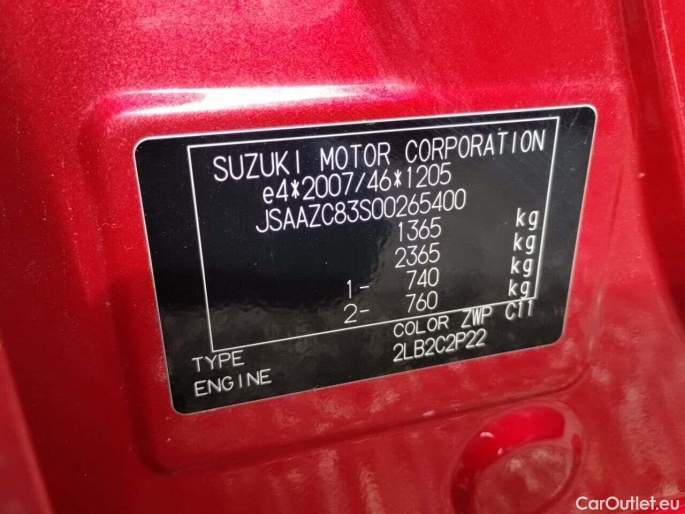 SUZUKI MOTOR CORPORATION
e4*2007/46*1205
JSAAZC83S00265400
1365 kg
2365 kg
1- 740 kg
2- 760 kg
COLOR ZWP C11
TYPE 2LB2C2P22
ENGINE
CarOutlet.eu